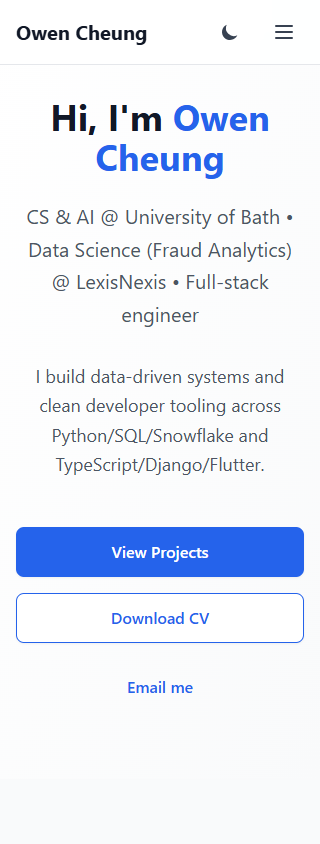 Owen Cheung
Hi, I'm Owen
Cheung
CS & AI @ University of Bath •
Data Science (Fraud Analytics)
@ LexisNexis • Full-stack
engineer
I build data-driven systems and
clean developer tooling across
Python/SQL/Snowflake and
TypeScript/Django/Flutter.
View Projects
Download CV
Email me